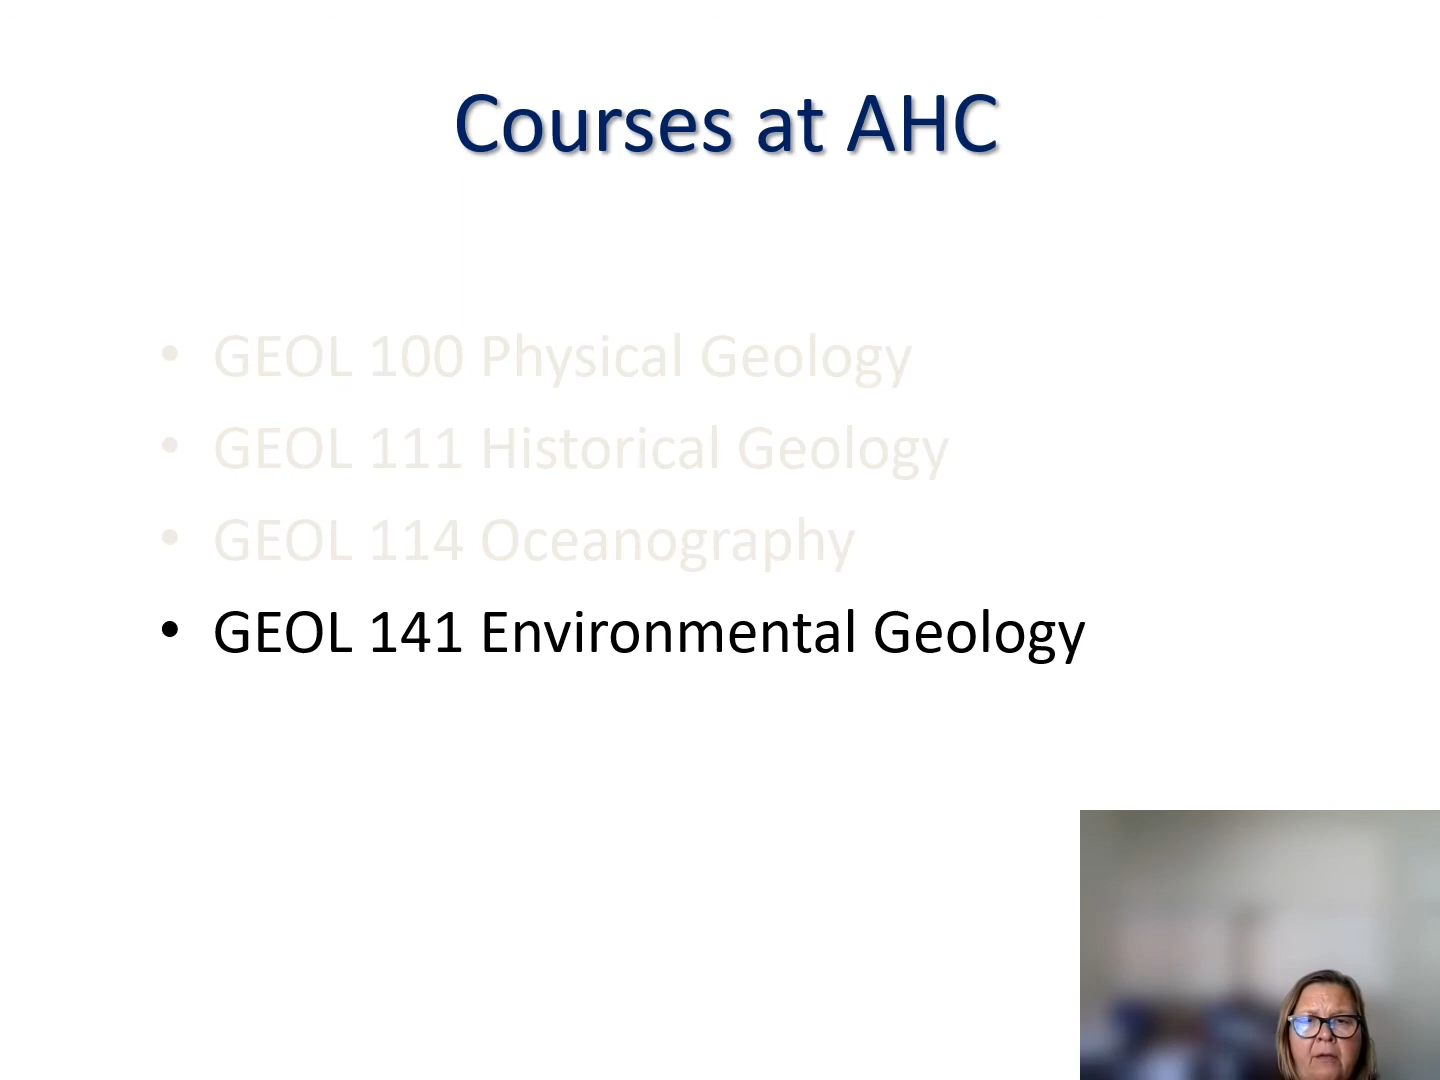 Courses at AHC
• GEOL 100 Physical Geology
• GEOL 111 Historical Geology
• GEOL 114 Oceanography
• GEOL 141 Environmental Geology